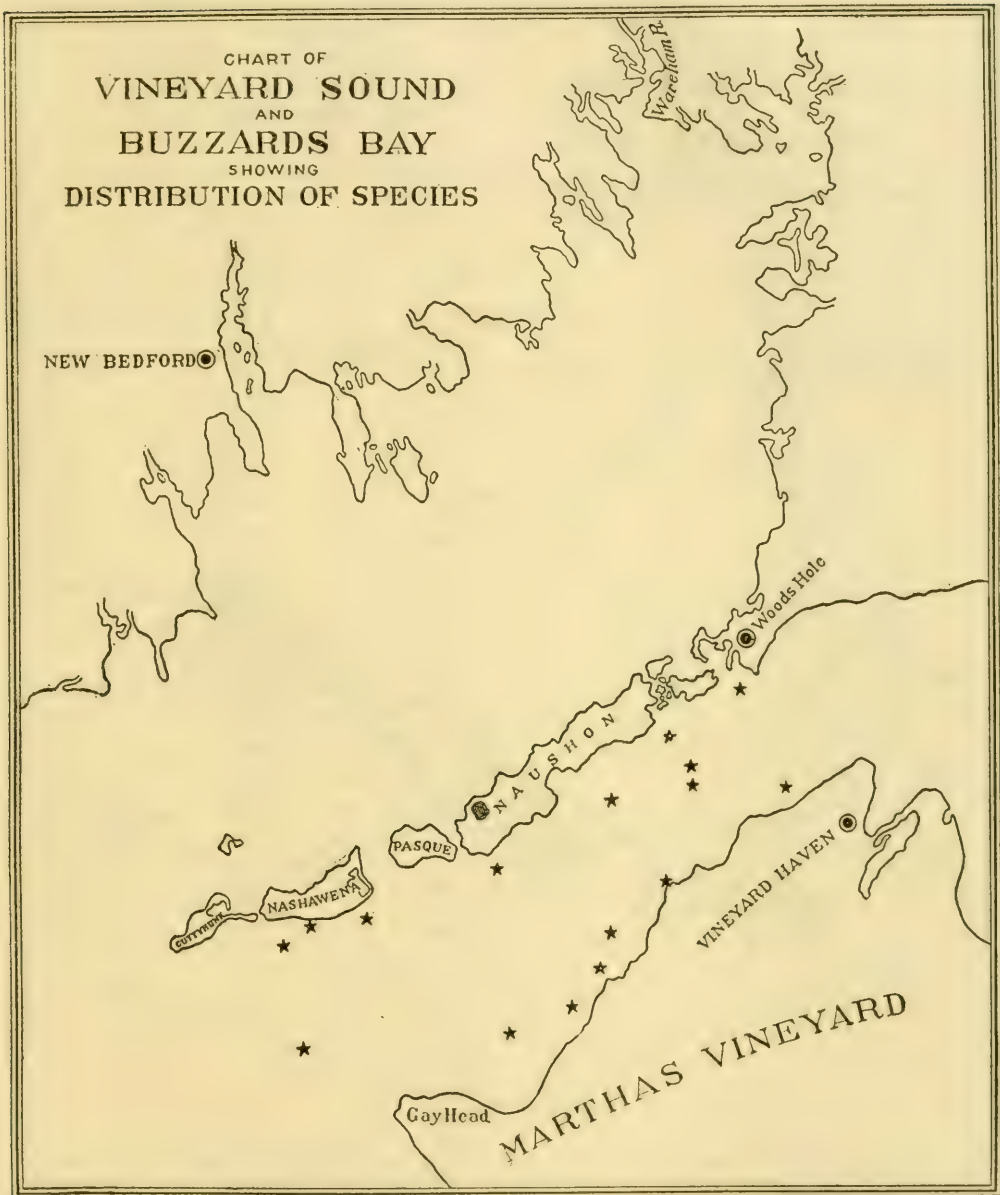 CHART OF
VINEYARD SOUND
AND
BUZZARDS BAY
SHOWING
DISTRIBUTION OF SPECIES
Wareham R.
NEW BEDFORD
Woods Hole
NAUSHON
PASQUE
NASHAWENA
CUTTYHUNK
VINEYARD HAVEN
MARTHAS VINEYARD
Gay Head